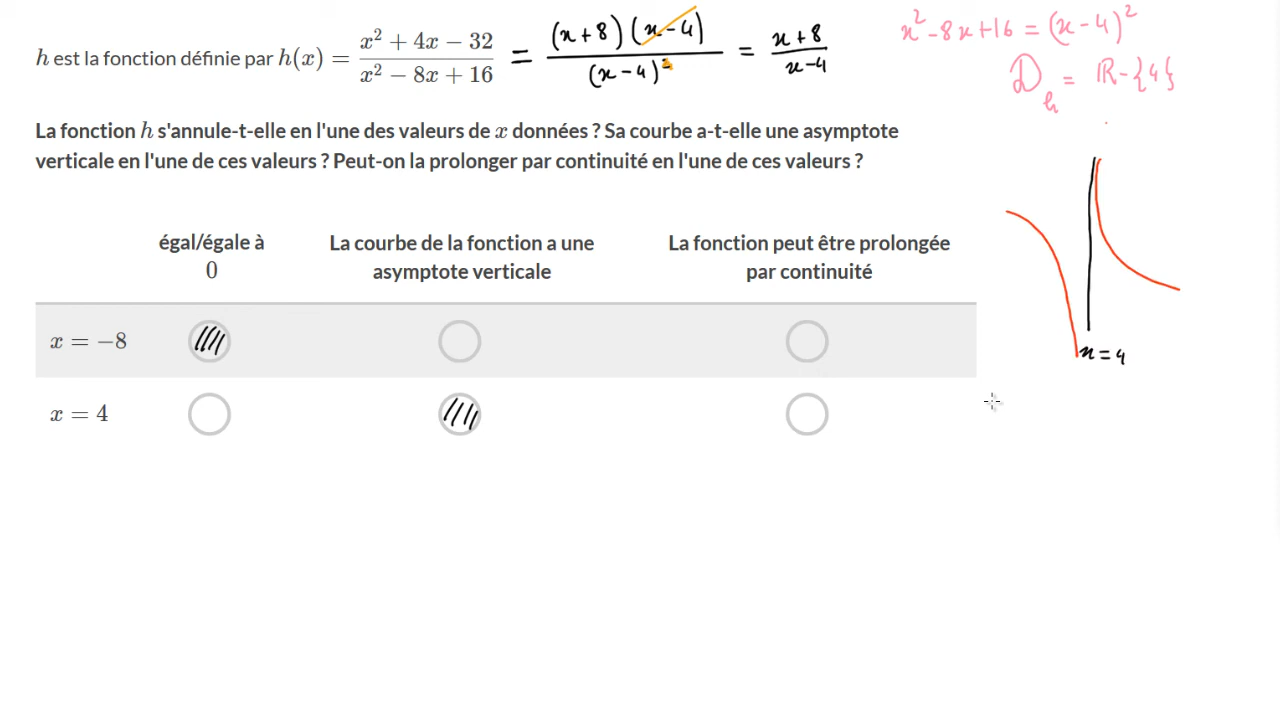 h est la fonction définie par h(x) = (x² + 4x − 32)/(x² − 8x + 16) = ((x+8)(x−4))/((x−4)²) = (x+8)/(x−4)
x² − 8x + 16 = (x − 4)²
D_h = ℝ − {4}
La fonction h s'annule-t-elle en l'une des valeurs de x données ? Sa courbe a-t-elle une asymptote
verticale en l'une de ces valeurs ? Peut-on la prolonger par continuité en l'une de ces valeurs ?
égal/égale à
0
La courbe de la fonction a une
asymptote verticale
La fonction peut être prolongée
par continuité
x = −8
x = 4
x = 4